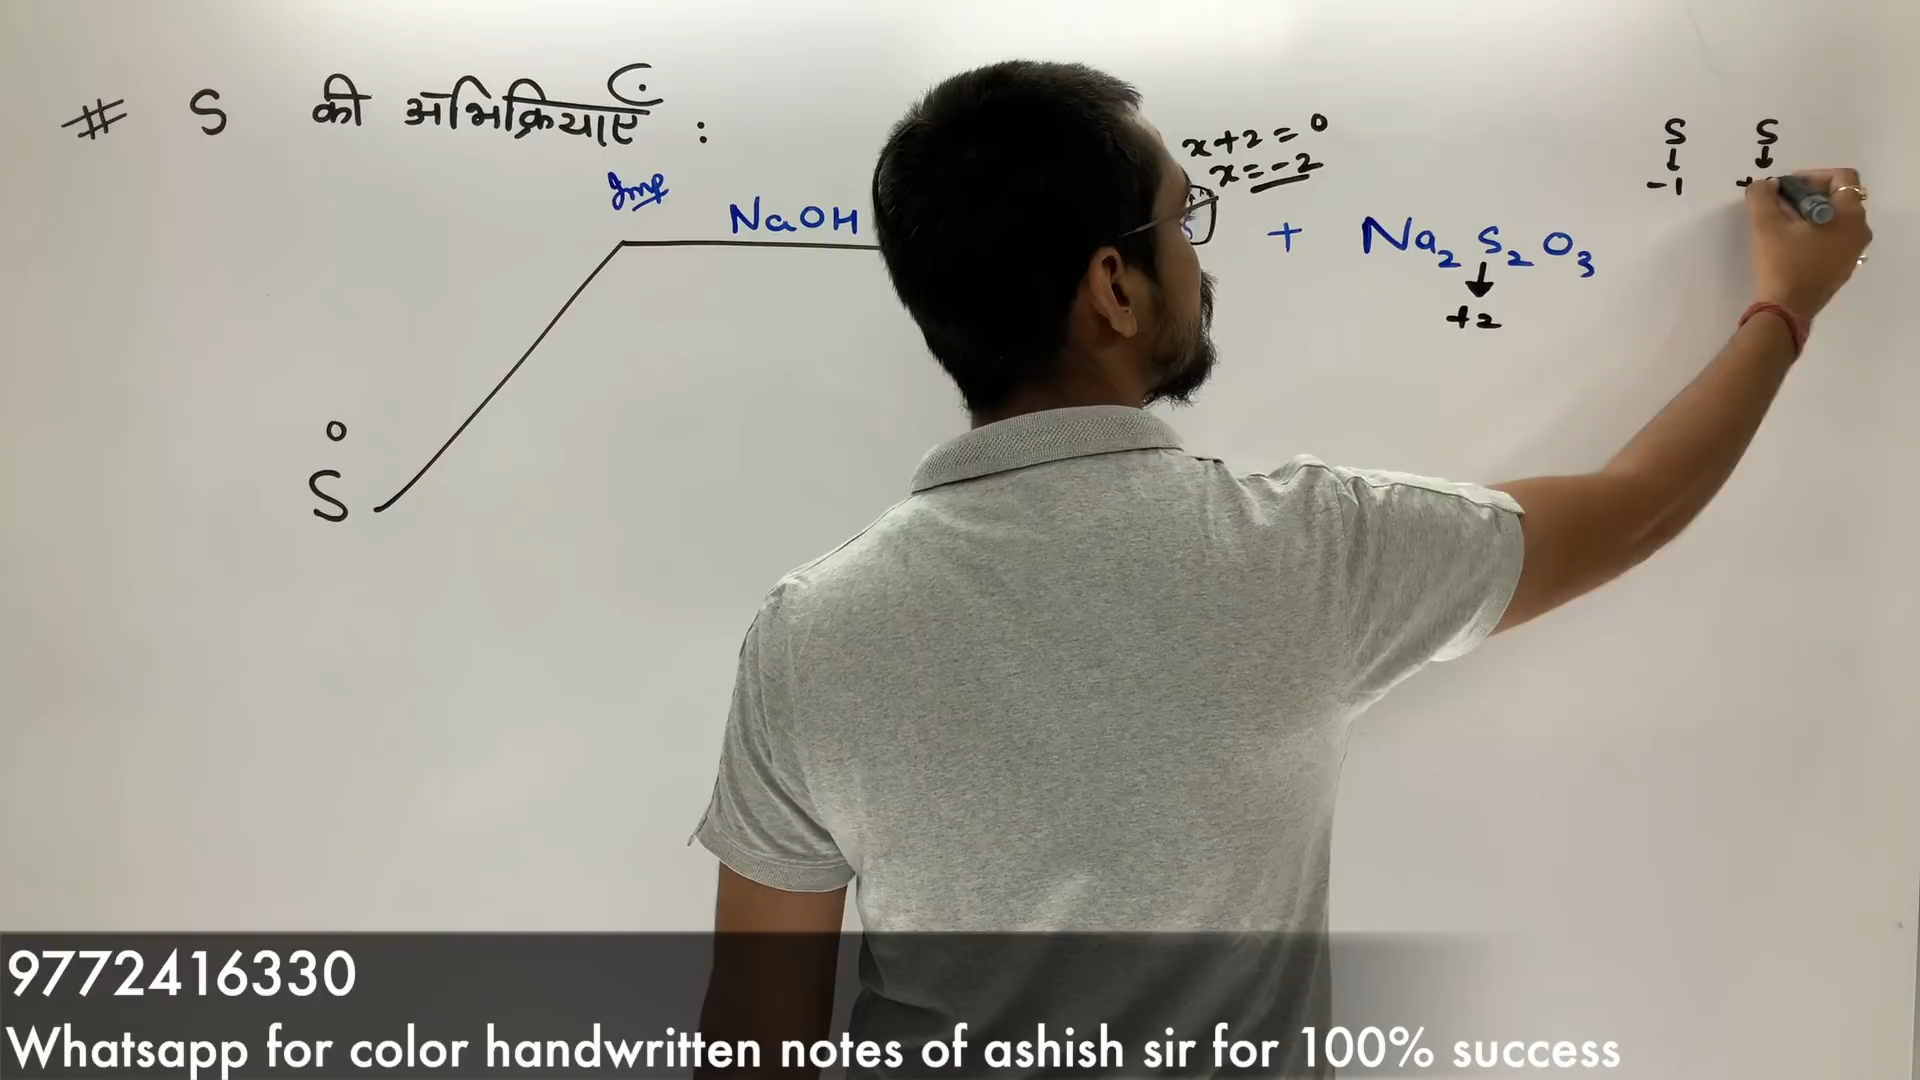 # S की अभिक्रियाएँ :
Imp
NaOH
x+2=0
x=-2
+ Na2S2O3
+2
S S
-1
0
S
9772416330
Whatsapp for color handwritten notes of ashish sir for 100% success